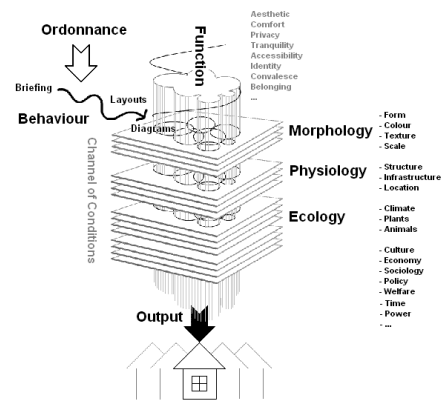 Ordonnance
Briefing
Layouts
Behaviour
Diagrams
Function
Aesthetic
Comfort
Privacy
Tranquility
Accessibility
Identity
Convalesce
Belonging
...
Channel of Conditions
Morphology
- Form
- Colour
- Texture
- Scale
Physiology
- Structure
- Infrastructure
- Location
Ecology
- Climate
- Plants
- Animals
- Culture
- Economy
- Sociology
- Policy
- Welfare
- Time
- Power
- ...
Output